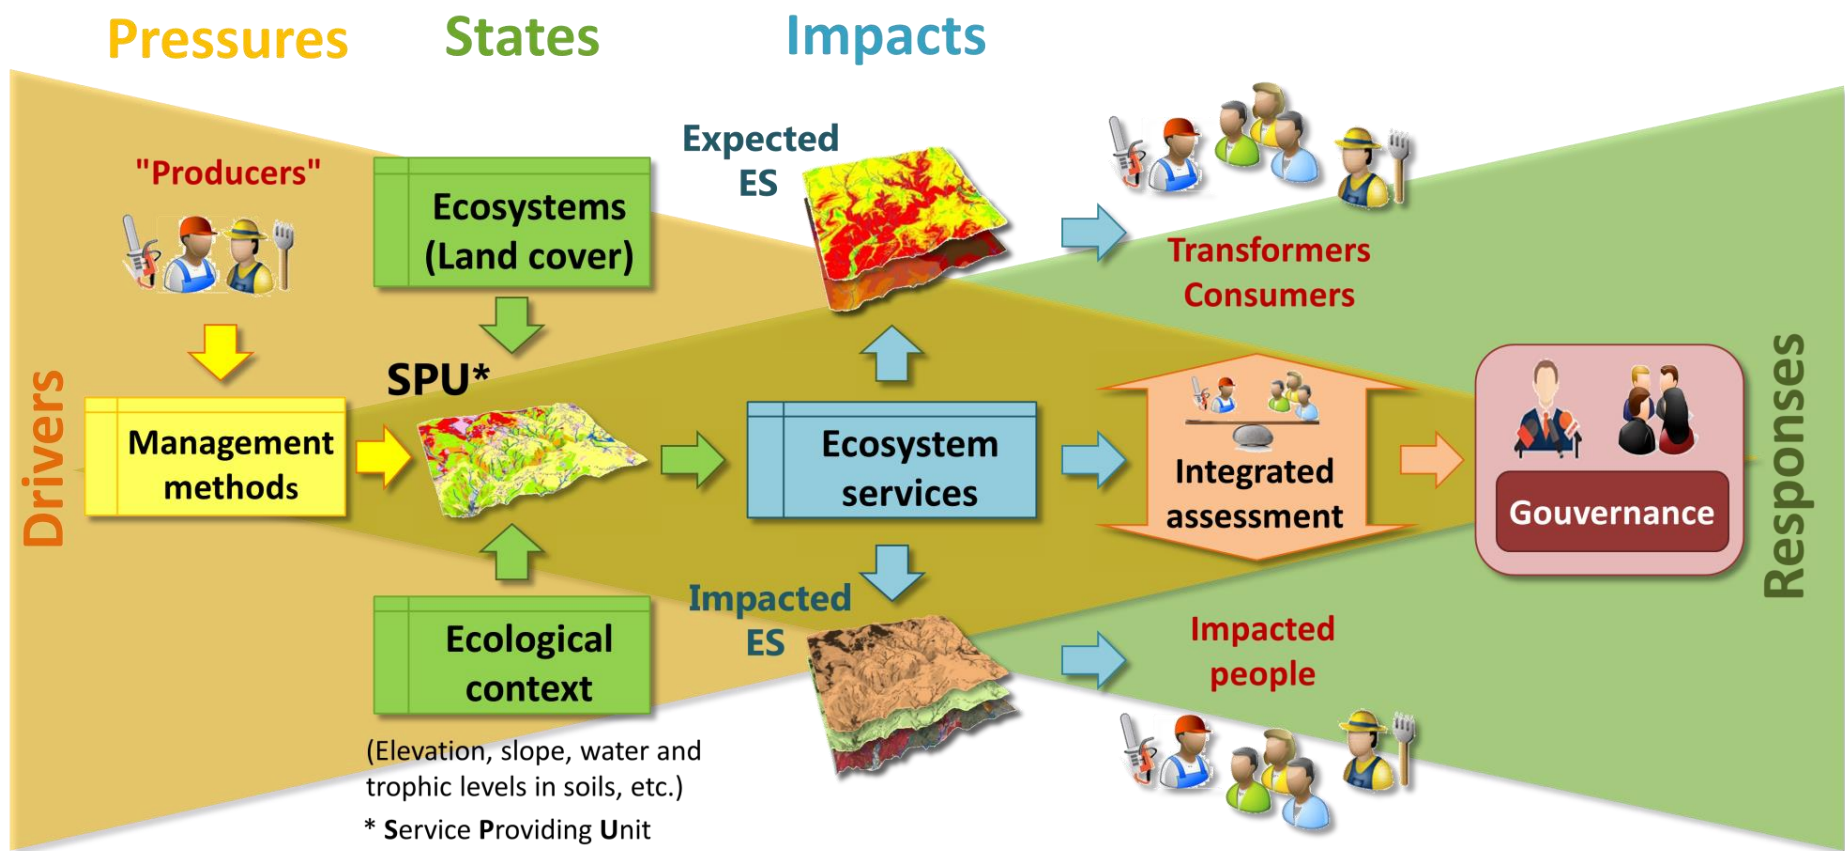 Pressures
States
Impacts
"Producers"
Ecosystems
(Land cover)
Expected
ES
Transformers
Consumers
Drivers
SPU*
Management
methods
Ecosystem
services
Integrated
assessment
Gouvernance
Responses
Impacted
ES
Ecological
context
Impacted
people
(Elevation, slope, water and
trophic levels in soils, etc.)
* Service Providing Unit